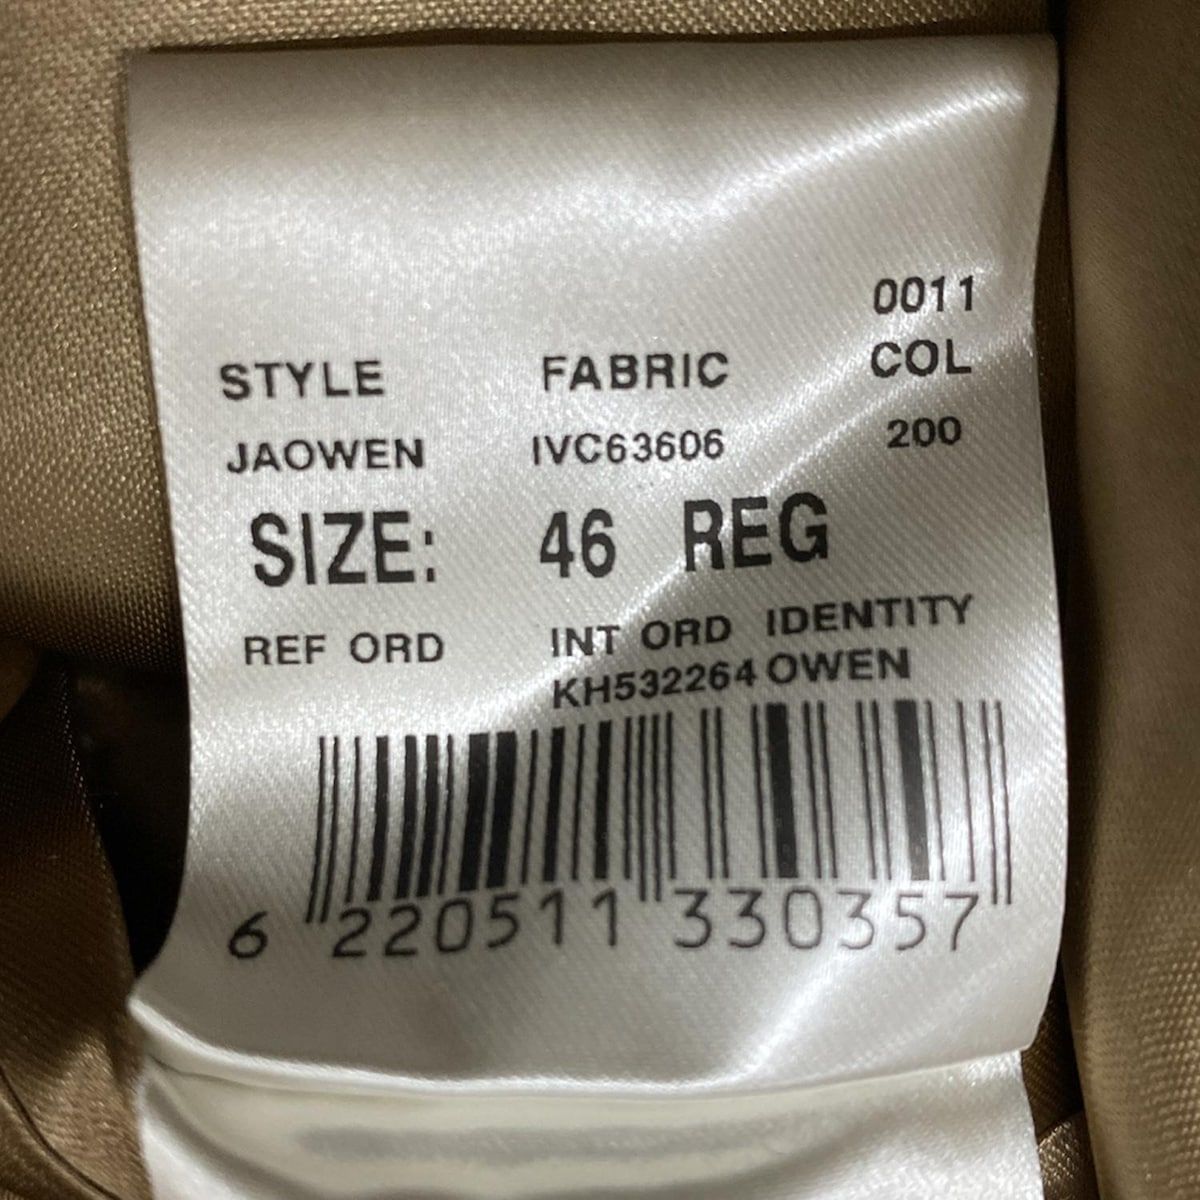 0011
STYLE FABRIC COL
JAOWEN IVC63606 200
SIZE: 46 REG
REF ORD INT ORD IDENTITY
KH532264 OWEN
6 220511 330357